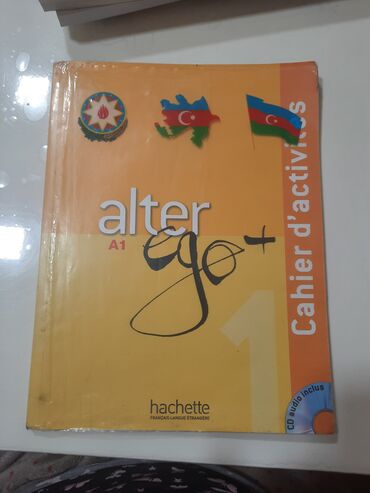 alter
A1
ego+
1
Cahier d'activités
hachette
FRANÇAIS LANGUE ÉTRANGÈRE
CD audio inclus